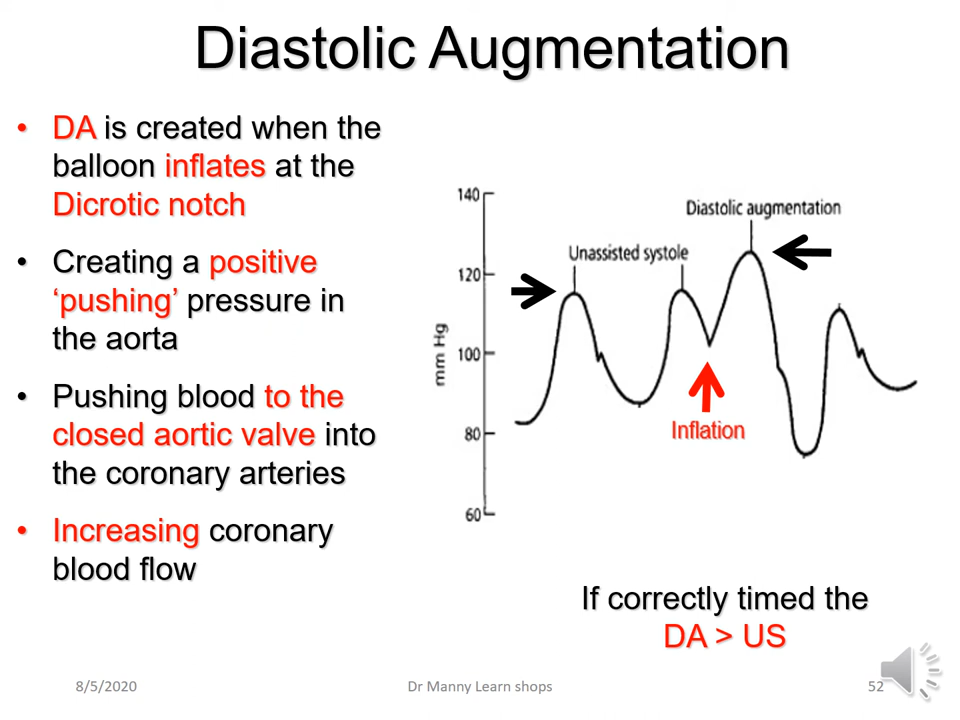 Diastolic Augmentation
• DA is created when the
balloon inflates at the
Dicrotic notch
• Creating a positive
‘pushing’ pressure in
the aorta
• Pushing blood to the
closed aortic valve into
the coronary arteries
• Increasing coronary
blood flow
140
Diastolic augmentation
Unassisted systole
120
mm Hg
100
Inflation
80
60
If correctly timed the
DA > US
8/5/2020
Dr Manny Learn shops
52